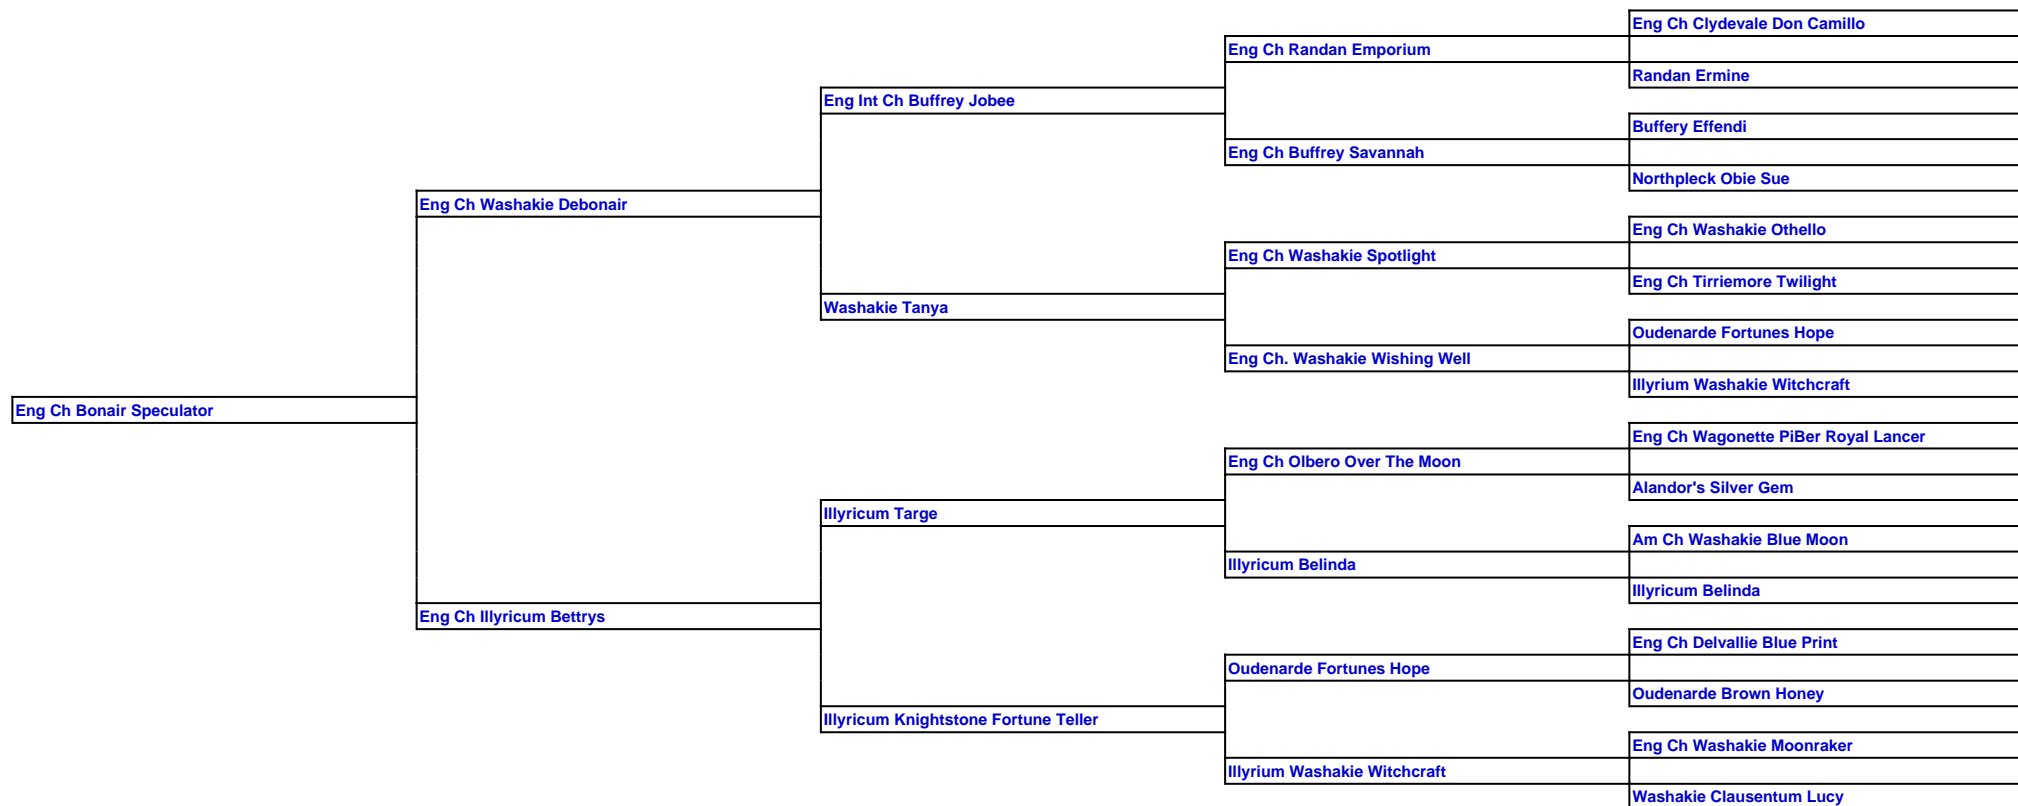 Eng Ch Clydevale Don Camillo
Eng Ch Randan Emporium
Randan Ermine
Eng Int Ch Buffrey Jobee
Buffery Effendi
Eng Ch Buffrey Savannah
Northpleck Obie Sue
Eng Ch Washakie Debonair
Eng Ch Washakie Othello
Eng Ch Washakie Spotlight
Eng Ch Tirriemore Twilight
Washakie Tanya
Oudenarde Fortunes Hope
Eng Ch. Washakie Wishing Well
Illyrium Washakie Witchcraft
Eng Ch Bonair Speculator
Eng Ch Wagonette PiBer Royal Lancer
Eng Ch Olbero Over The Moon
Alandor's Silver Gem
Illyricum Targe
Am Ch Washakie Blue Moon
Illyricum Belinda
Illyricum Belinda
Eng Ch Illyricum Bettrys
Eng Ch Delvallie Blue Print
Oudenarde Fortunes Hope
Oudenarde Brown Honey
Illyricum Knightstone Fortune Teller
Eng Ch Washakie Moonraker
Illyrium Washakie Witchcraft
Washakie Clausentum Lucy